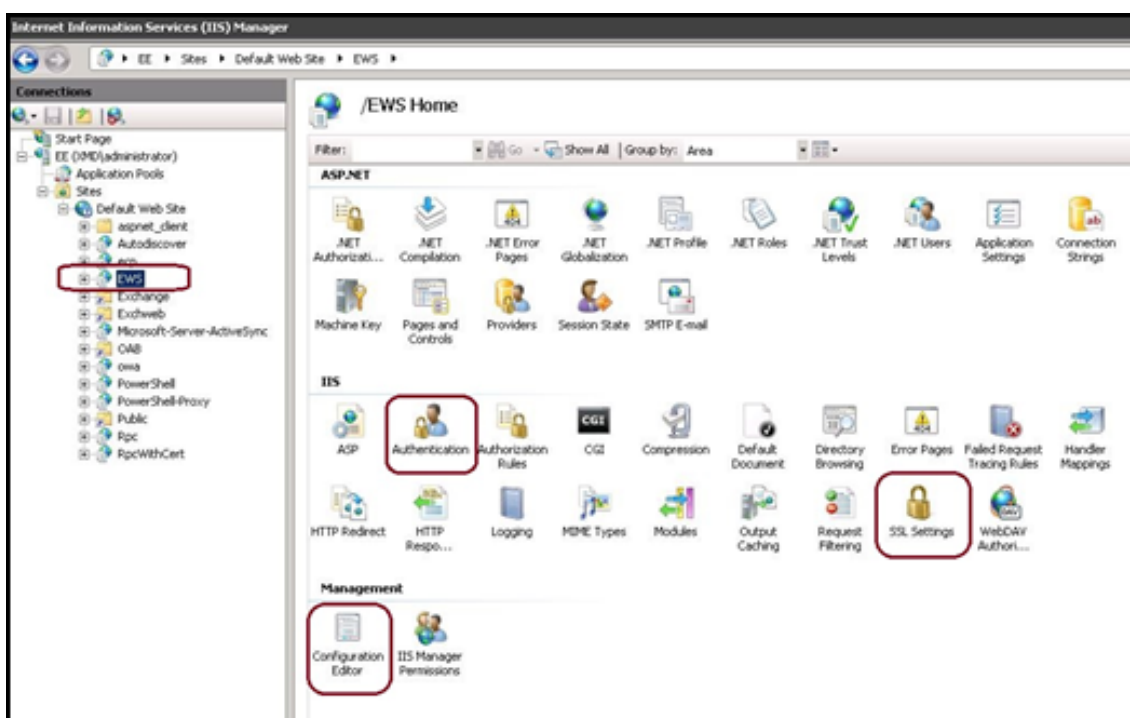 Internet Information Services (IIS) Manager
EE Sites Default Web Site EWS
Connections
Start Page
EE (XMD\administrator)
Application Pools
Sites
Default Web Site
aspnet_client
Autodiscover
ecp
EWS
Exchange
Exchweb
Microsoft-Server-ActiveSync
OAB
owa
PowerShell
PowerShell-Proxy
Public
Rpc
RpcWithCert
/EWS Home
Filter: Go Show All Group by: Area
ASP.NET
.NET Authorizati...
.NET Compilation
.NET Error Pages
.NET Globalization
.NET Profile
.NET Roles
.NET Trust Levels
.NET Users
Application Settings
Connection Strings
Machine Key
Pages and Controls
Providers
Session State
SMTP E-mail
IIS
ASP
Authentication
Authorization Rules
CGI
Compression
Default Document
Directory Browsing
Error Pages
Failed Request Tracing Rules
Handler Mappings
HTTP Redirect
HTTP Respo...
Logging
MIME Types
Modules
Output Caching
Request Filtering
SSL Settings
WebDAV Authori...
Management
Configuration Editor
IIS Manager Permissions